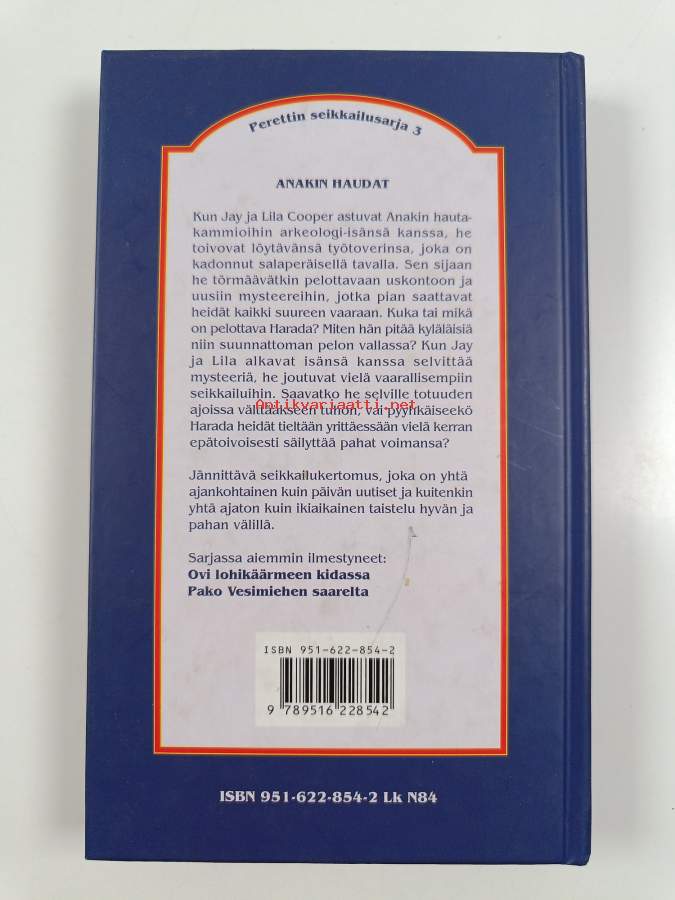 Perettin seikkailusarja 3
ANAKIN HAUDAT
Kun Jay ja Lila Cooper astuvat Anakin hauta-
kammioihin arkeologi-isänsä kanssa, he
toivovat löytävänsä työtoverinsa, joka on
kadonnut salaperäisellä tavalla. Sen sijaan
he törmäävätkin pelottavaan uskontoon ja
uusiin mysteereihin, jotka pian saattavat
heidät kaikki suureen vaaraan. Kuka tai mikä
on pelottava Harada? Miten hän pitää kyläläisiä
niin suunnattoman pelon vallassa? Kun Jay
ja Lila alkavat isänsä kanssa selvittää
mysteeriä, he joutuvat vielä vaarallisempiin
seikkailuihin. Saavatko he selville totuuden
Antikvariaatti.net
ajoissa välttääkseen tuhon, vai pyyhkäiseekö
Harada heidät tieltään yrittäessään vielä kerran
epätoivoisesti säilyttää pahat voimansa?
Jännittävä seikkailukertomus, joka on yhtä
ajankohtainen kuin päivän uutiset ja kuitenkin
yhtä ajaton kuin ikiaikainen taistelu hyvän ja
pahan välillä.
Sarjassa aiemmin ilmestyneet:
Ovi lohikäärmeen kidassa
Pako Vesimiehen saarelta
ISBN 951-622-854-2
9 789516 228542
ISBN 951-622-854-2 Lk N84